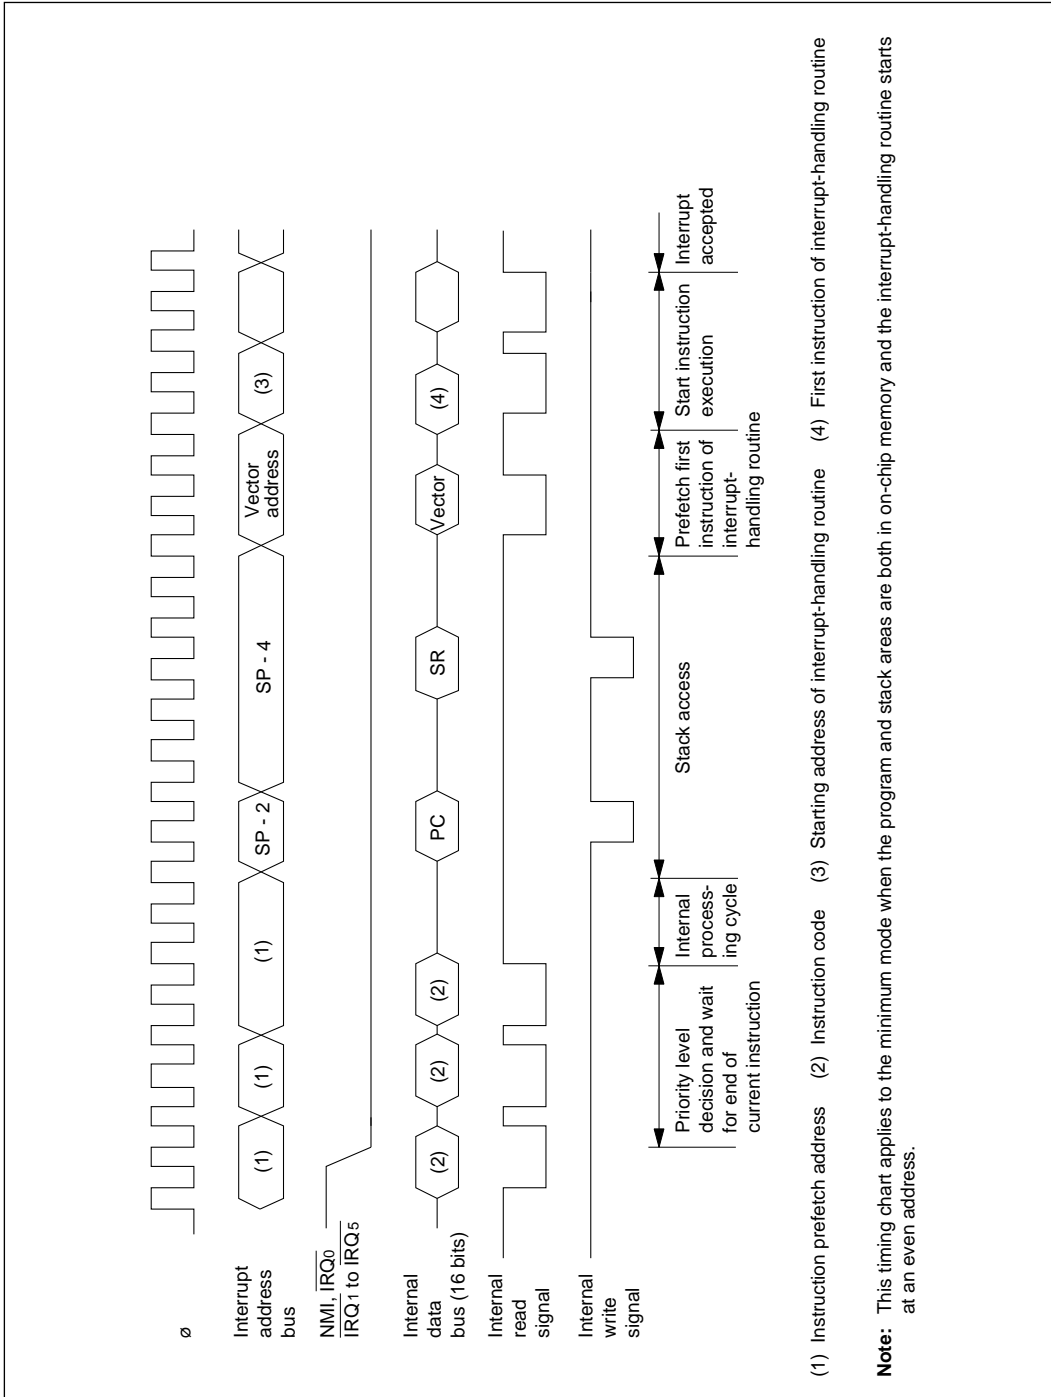 ø
Interrupt
address
bus
(1)
(1)
(1)
SP - 2
SP - 4
Vector
address
(3)
NMI, IRQ0
IRQ1 to IRQ5
Internal
data
bus (16 bits)
(2)
(2)
(2)
PC
SR
Vector
(4)
Internal
read
signal
Internal
write
signal
Priority level
decision and wait
for end of
current instruction
Internal
process-
ing cycle
Stack access
Prefetch first
instruction of
interrupt-
handling routine
Start instruction
execution
Interrupt
accepted
(1) Instruction prefetch address (2) Instruction code (3) Starting address of interrupt-handling routine (4) First instruction of interrupt-handling routine
Note: This timing chart applies to the minimum mode when the program and stack areas are both in on-chip memory and the interrupt-handling routine starts
at an even address.